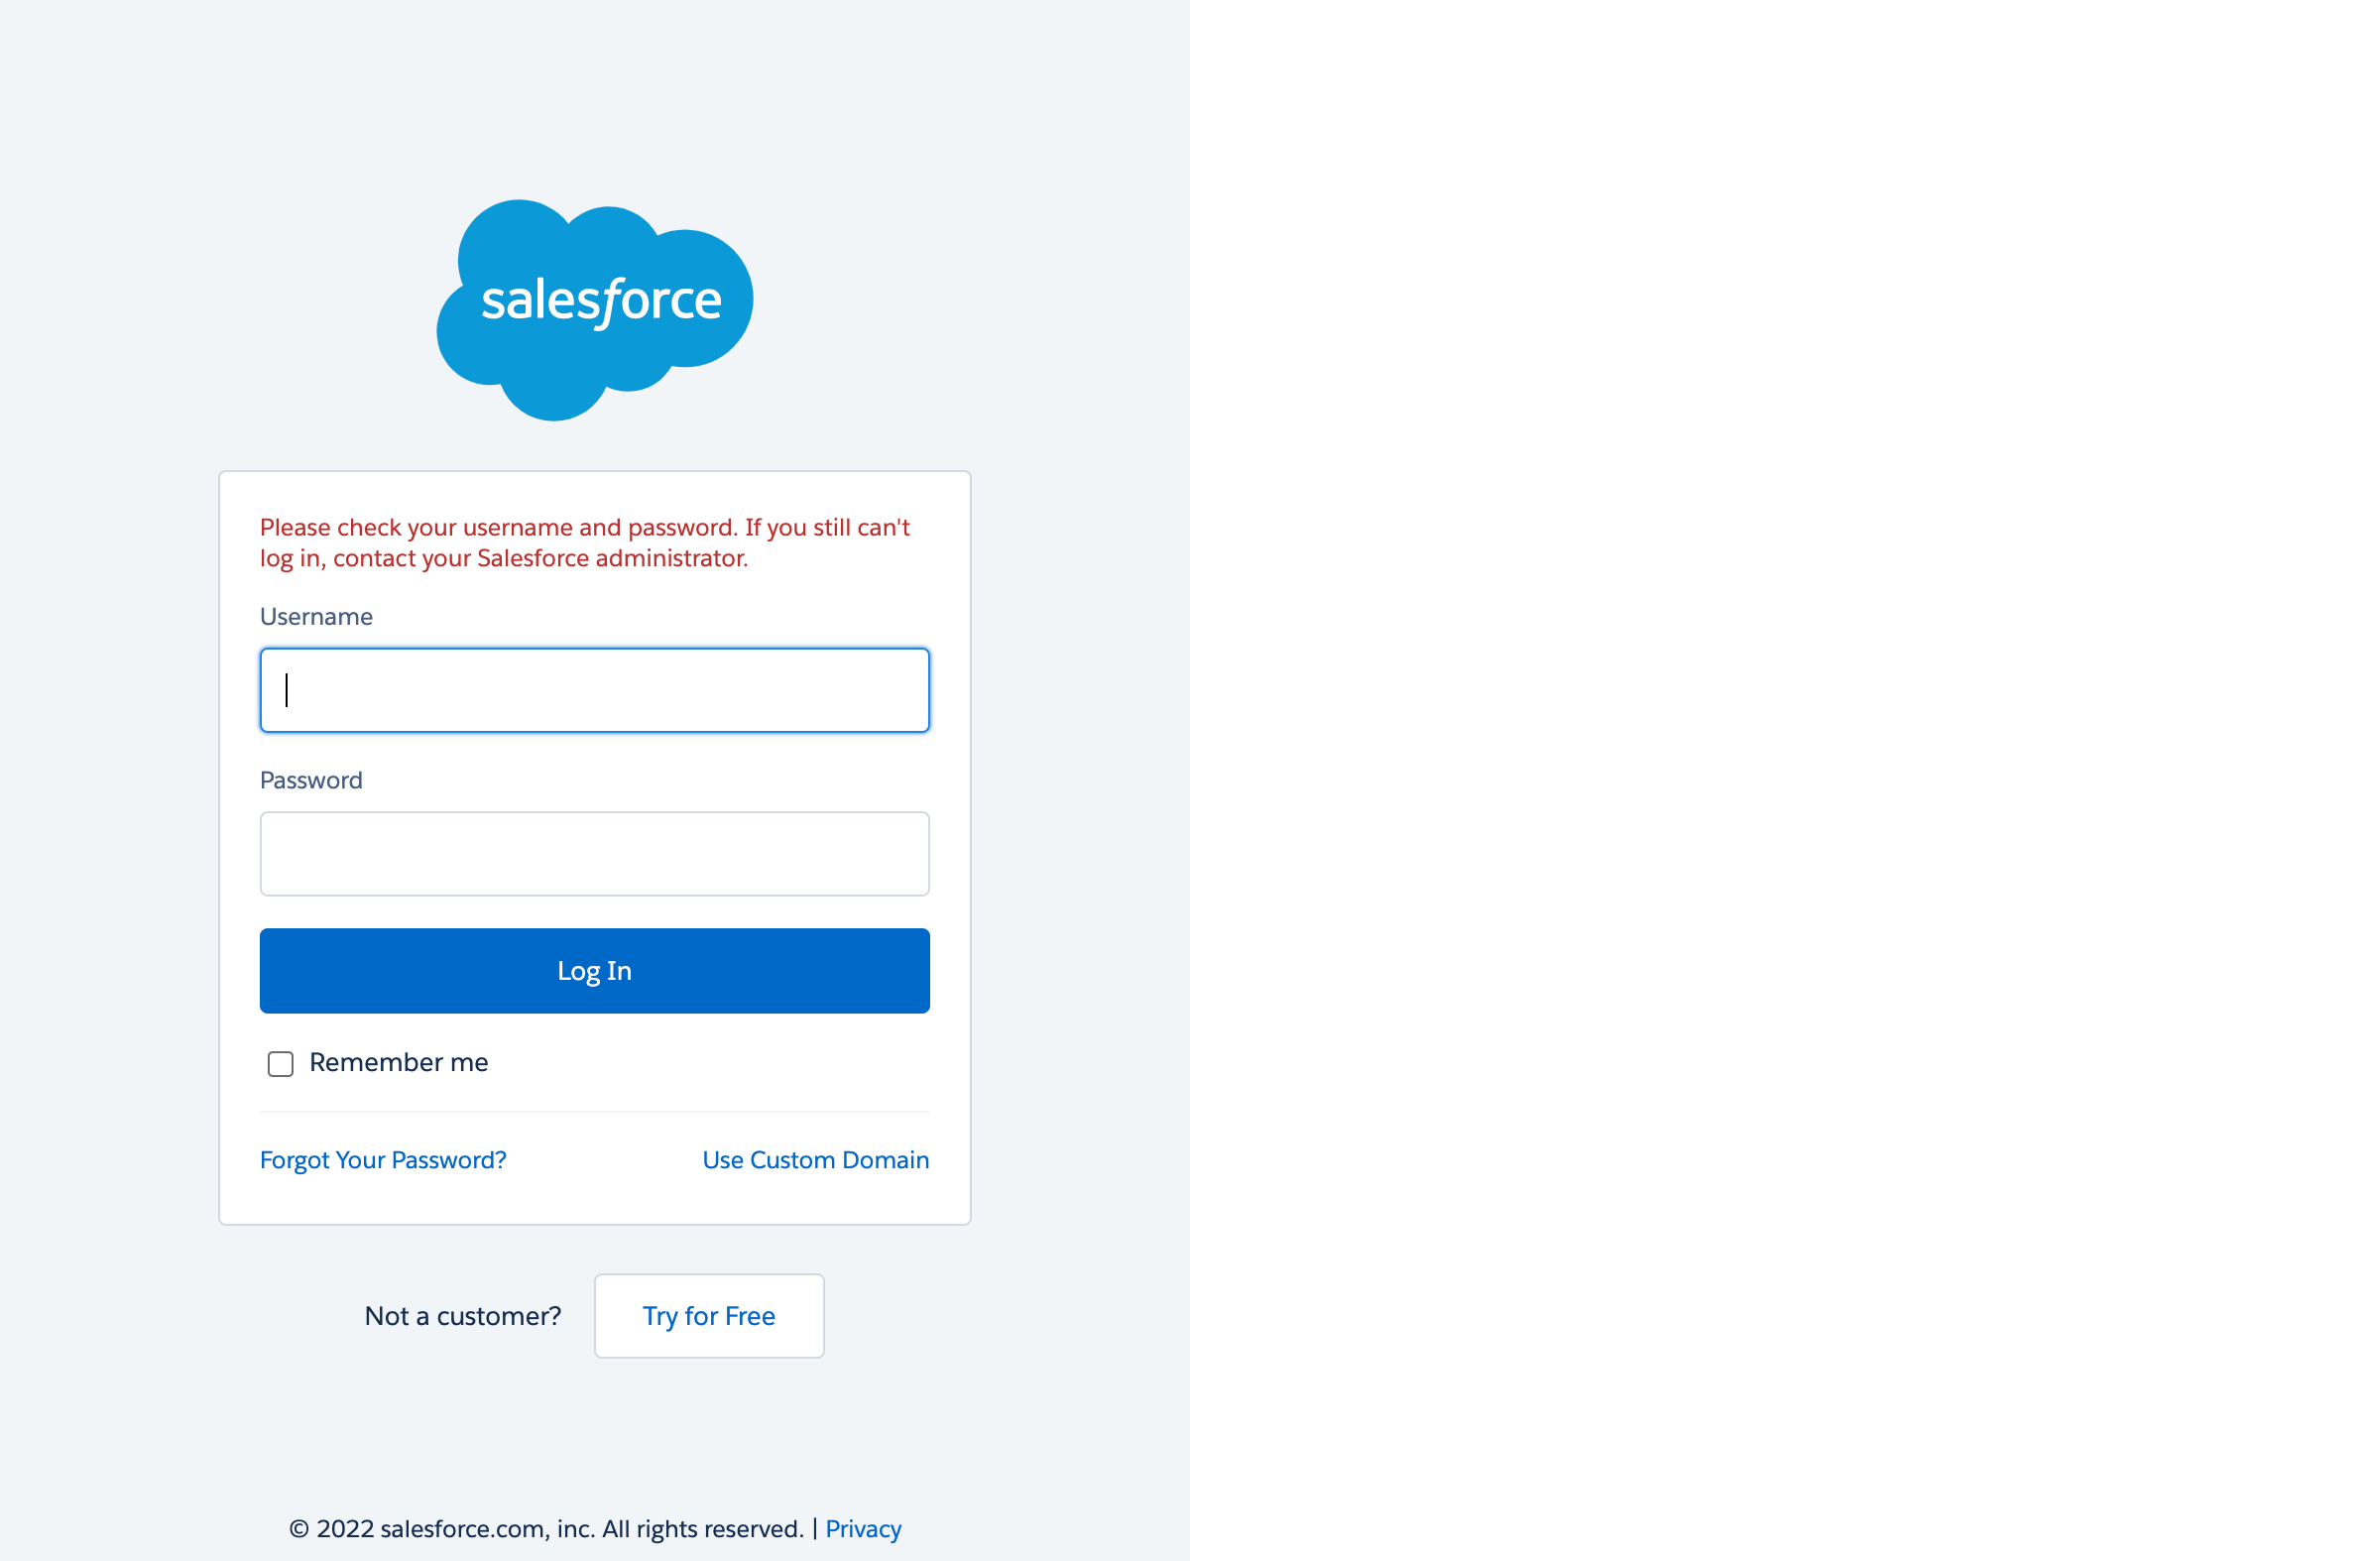 salesforce
Please check your username and password. If you still can't
log in, contact your Salesforce administrator.
Username
Password
Log In
Remember me
Forgot Your Password? Use Custom Domain
Not a customer? Try for Free
© 2022 salesforce.com, inc. All rights reserved. | Privacy